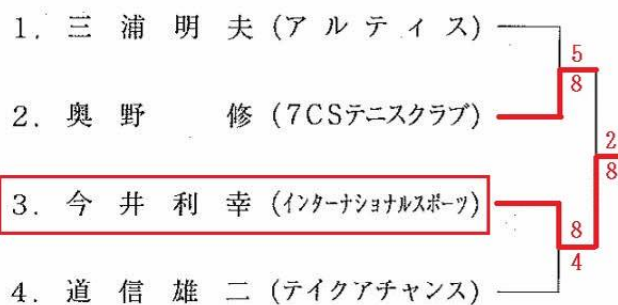 1. 三浦明夫 (アルティス)
5
8
2. 奥野 修 (7CSテニスクラブ)
2
8
3. 今井利幸 (インターナショナルスポーツ)
8
4
4. 道信雄二 (テイクアチャンス)